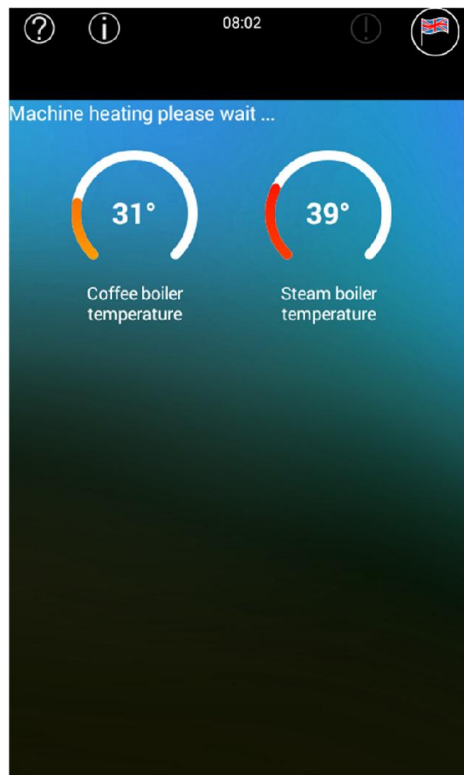 ?
i
08:02
!
Machine heating please wait ...
31°
39°
Coffee boiler
temperature
Steam boiler
temperature